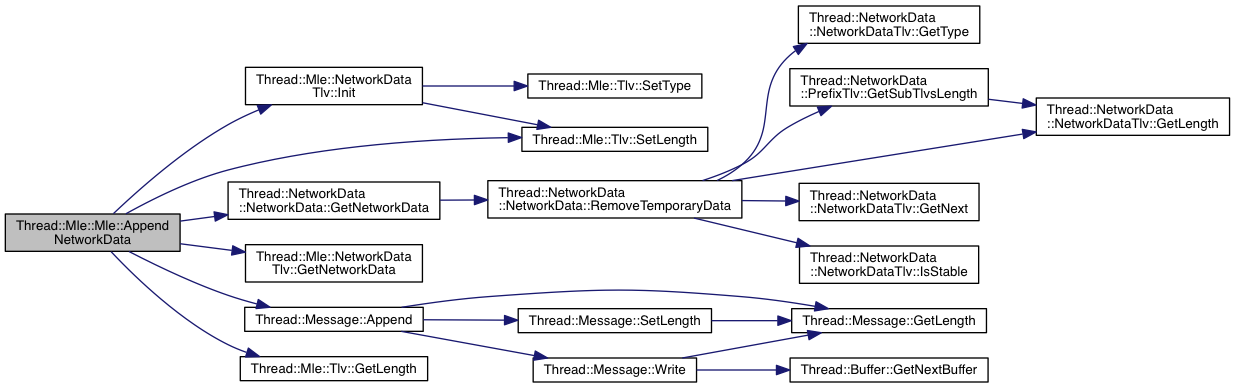 Thread::Mle::Mle::Append
NetworkData
Thread::Mle::NetworkData
Tlv::Init
Thread::Mle::Tlv::SetType
Thread::Mle::Tlv::SetLength
Thread::NetworkData
::NetworkData::GetNetworkData
Thread::NetworkData
::NetworkData::RemoveTemporaryData
Thread::NetworkData
::NetworkDataTlv::GetType
Thread::NetworkData
::PrefixTlv::GetSubTlvsLength
Thread::NetworkData
::NetworkDataTlv::GetLength
Thread::NetworkData
::NetworkDataTlv::GetNext
Thread::NetworkData
::NetworkDataTlv::IsStable
Thread::Mle::NetworkData
Tlv::GetNetworkData
Thread::Message::Append
Thread::Message::SetLength
Thread::Message::GetLength
Thread::Message::Write
Thread::Buffer::GetNextBuffer
Thread::Mle::Tlv::GetLength